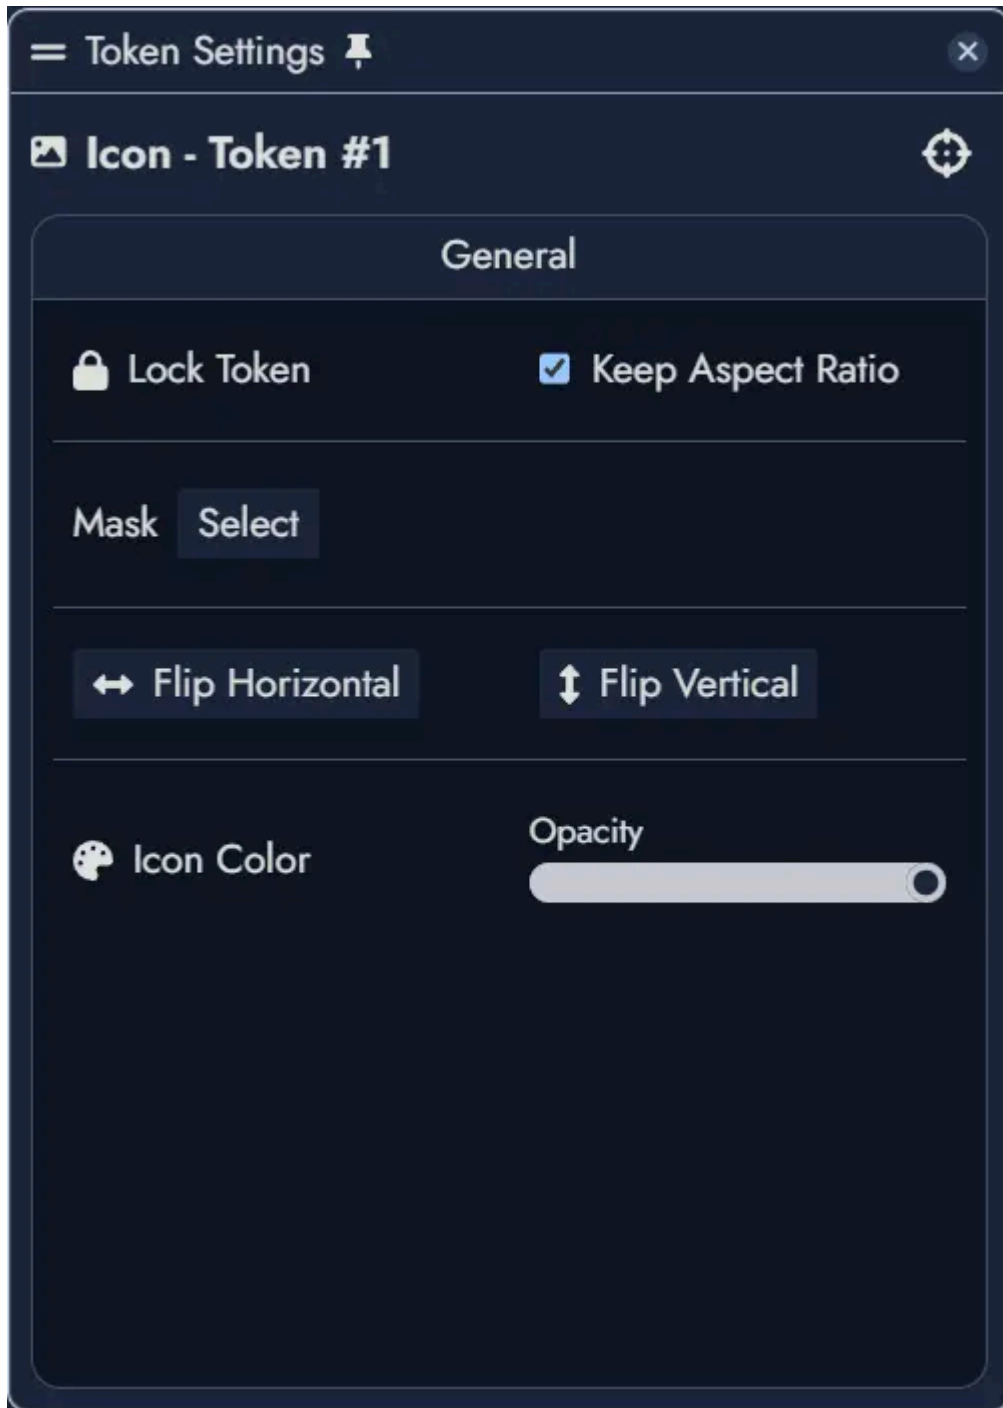 Token Settings
Icon - Token #1
General
Lock Token
Keep Aspect Ratio
Mask Select
Flip Horizontal
Flip Vertical
Icon Color
Opacity